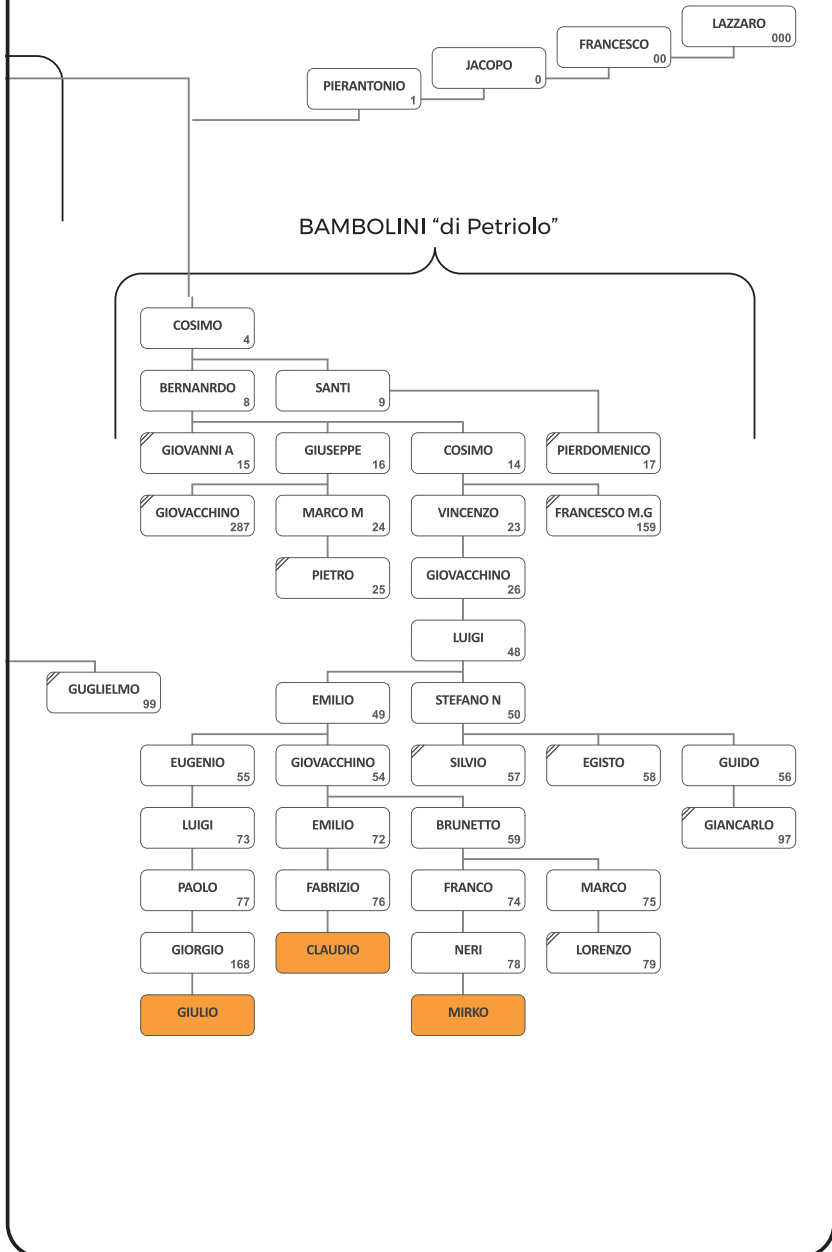 LAZZARO
000
FRANCESCO
00
JACOPO
0
PIERANTONIO
1
BAMBOLINI “di Petriolo”
COSIMO
4
BERNANRDO
8
SANTI
9
GIOVANNI A
15
GIUSEPPE
16
COSIMO
14
PIERDOMENICO
17
GIOVACCHINO
287
MARCO M
24
VINCENZO
23
FRANCESCO M.G
159
PIETRO
25
GIOVACCHINO
26
LUIGI
48
GUGLIELMO
99
EMILIO
49
STEFANO N
50
EUGENIO
55
GIOVACCHINO
54
SILVIO
57
EGISTO
58
GUIDO
56
LUIGI
73
EMILIO
72
BRUNETTO
59
GIANCARLO
97
PAOLO
77
FABRIZIO
76
FRANCO
74
MARCO
75
GIORGIO
168
CLAUDIO
NERI
78
LORENZO
79
GIULIO
MIRKO